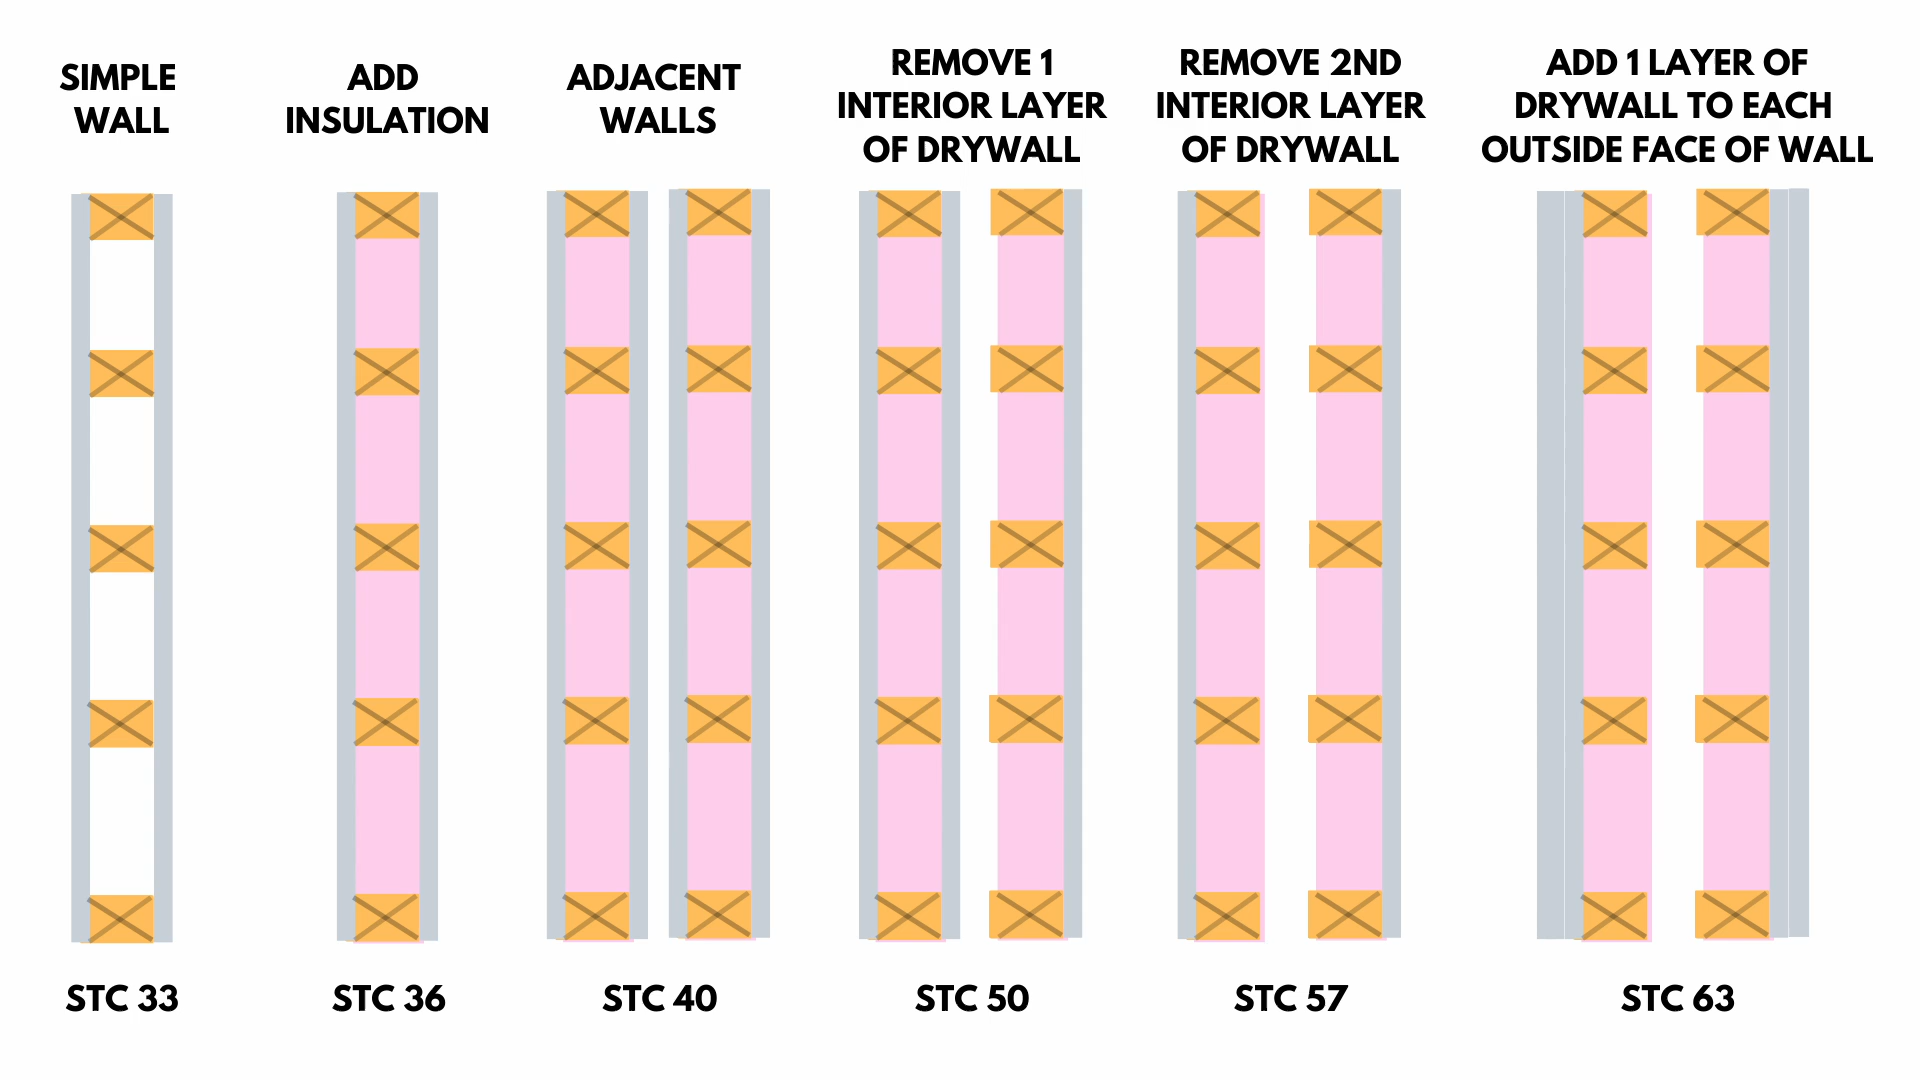 SIMPLE
WALL
ADD
INSULATION
ADJACENT
WALLS
REMOVE 1
INTERIOR LAYER
OF DRYWALL
REMOVE 2ND
INTERIOR LAYER
OF DRYWALL
ADD 1 LAYER OF
DRYWALL TO EACH
OUTSIDE FACE OF WALL
STC 33
STC 36
STC 40
STC 50
STC 57
STC 63